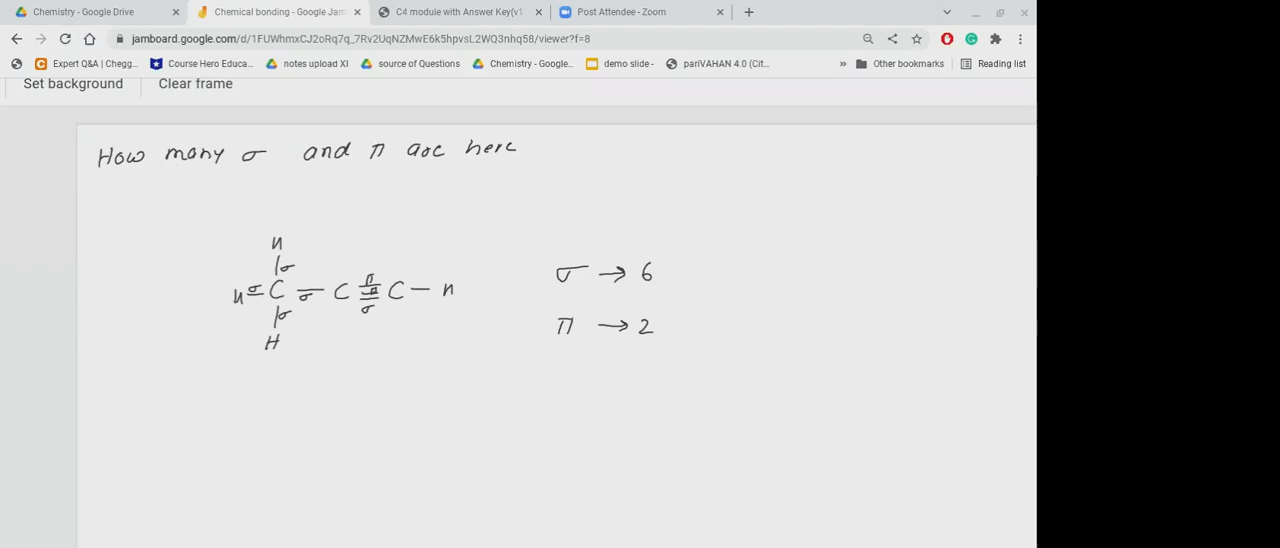 Chemistry - Google Drive
Chemical bonding - Google Jam
C4 module with Answer Key(v1
Post Attendee - Zoom
jamboard.google.com/d/1FUWhmxCJ2oRq7q_7Rv2UqNZMwE6k5hpvsL2WQ3nhq58/viewer?f=8
Expert Q&A | Chegg...
Course Hero Educa...
notes upload XI
source of Questions
Chemistry - Google...
demo slide -
pariVAHAN 4.0 (Cit...
»
Other bookmarks
Reading list
Set background
Clear frame
How many σ and π are here
H
| σ
H σ— C —σ C ≡ C — H
π
π
σ
| σ
H
σ → 6
π → 2